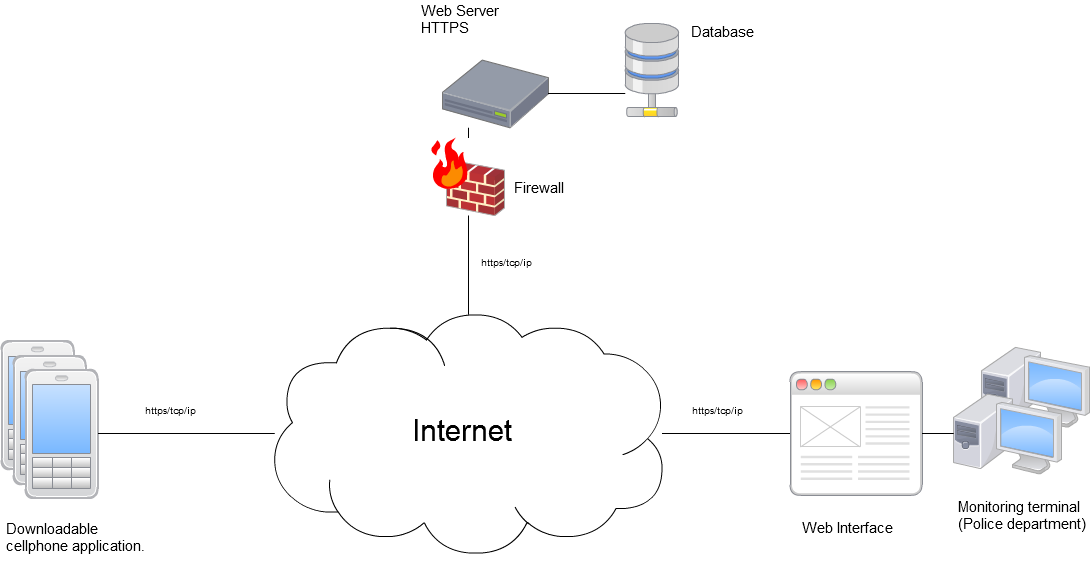 Web Server
HTTPS
Database
Firewall
https/tcp/ip
https/tcp/ip
Internet
https/tcp/ip
Downloadable
cellphone application.
Web Interface
Monitoring terminal
(Police department)